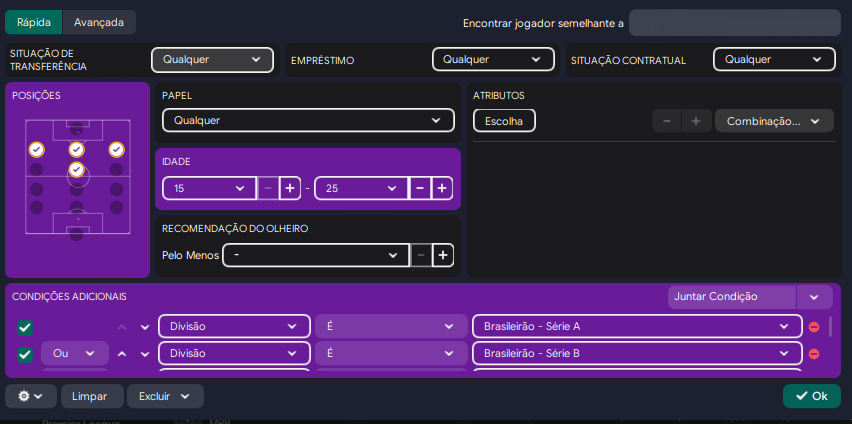 Rápida Avançada Encontrar jogador semelhante a
SITUAÇÃO DE
TRANSFERÊNCIA
Qualquer EMPRÉSTIMO Qualquer SITUAÇÃO CONTRATUAL Qualquer
POSIÇÕES PAPEL ATRIBUTOS
Qualquer Escolha Combinação...
IDADE
15 - 25
RECOMENDAÇÃO DO OLHEIRO
Pelo Menos -
CONDIÇÕES ADICIONAIS Juntar Condição
Divisão É Brasileirão - Série A
Ou Divisão É Brasileirão - Série B
Limpar Excluir Ok